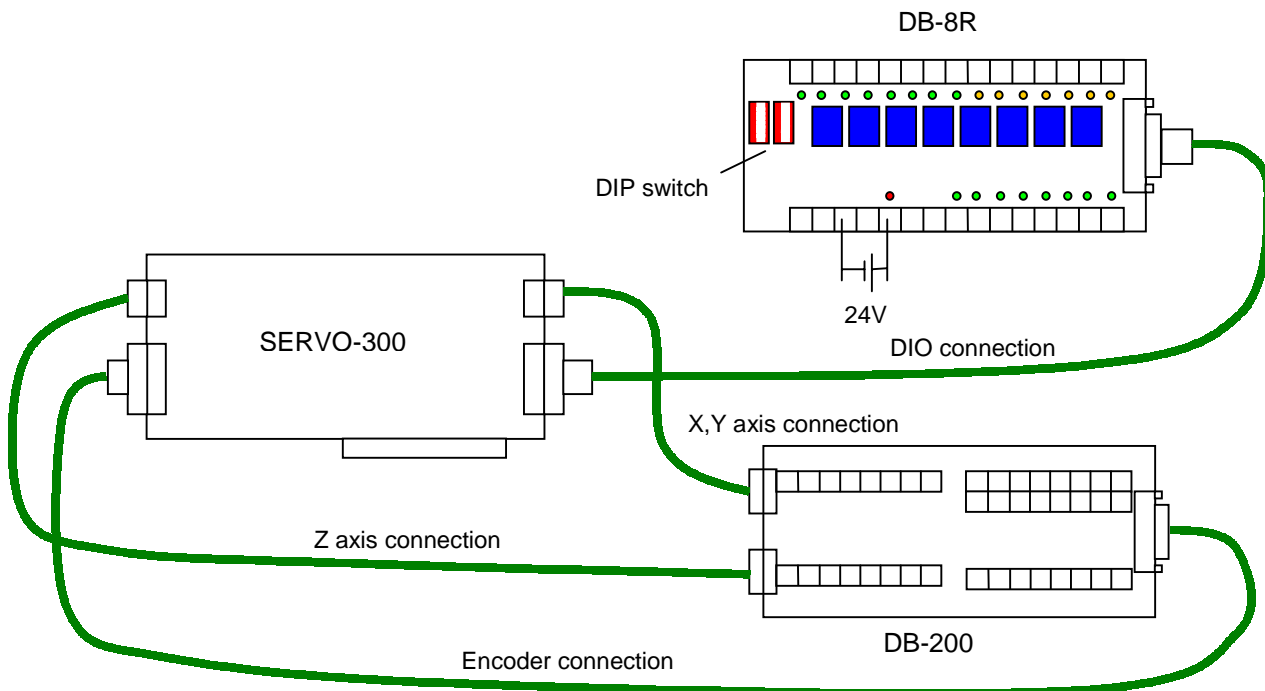 DB-8R
DIP switch
24V
SERVO-300
DIO connection
X,Y axis connection
Z axis connection
DB-200
Encoder connection